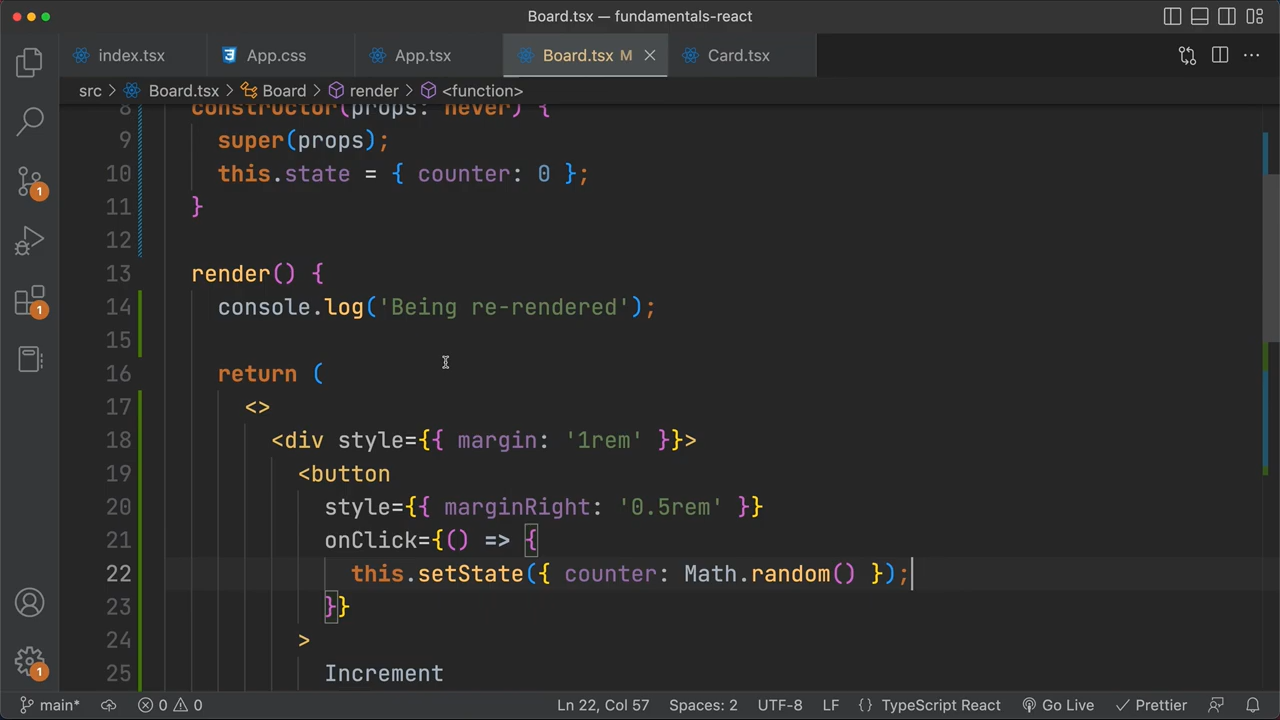 Board.tsx — fundamentals-react
index.tsx App.css App.tsx Board.tsx M Card.tsx
src > Board.tsx > Board > render > <function>
8 constructor(props: never) {
9 super(props);
10 this.state = { counter: 0 };
11 }
12
13 render() {
14 console.log('Being re-rendered');
15
16 return (
17 <>
18 <div style={{ margin: '1rem' }}>
19 <button
20 style={{ marginRight: '0.5rem' }}
21 onClick={() => {
22 this.setState({ counter: Math.random() });
23 }}
24 >
25 Increment
1
1
1
main* 0 0 Ln 22, Col 57 Spaces: 2 UTF-8 LF {} TypeScript React Go Live Prettier